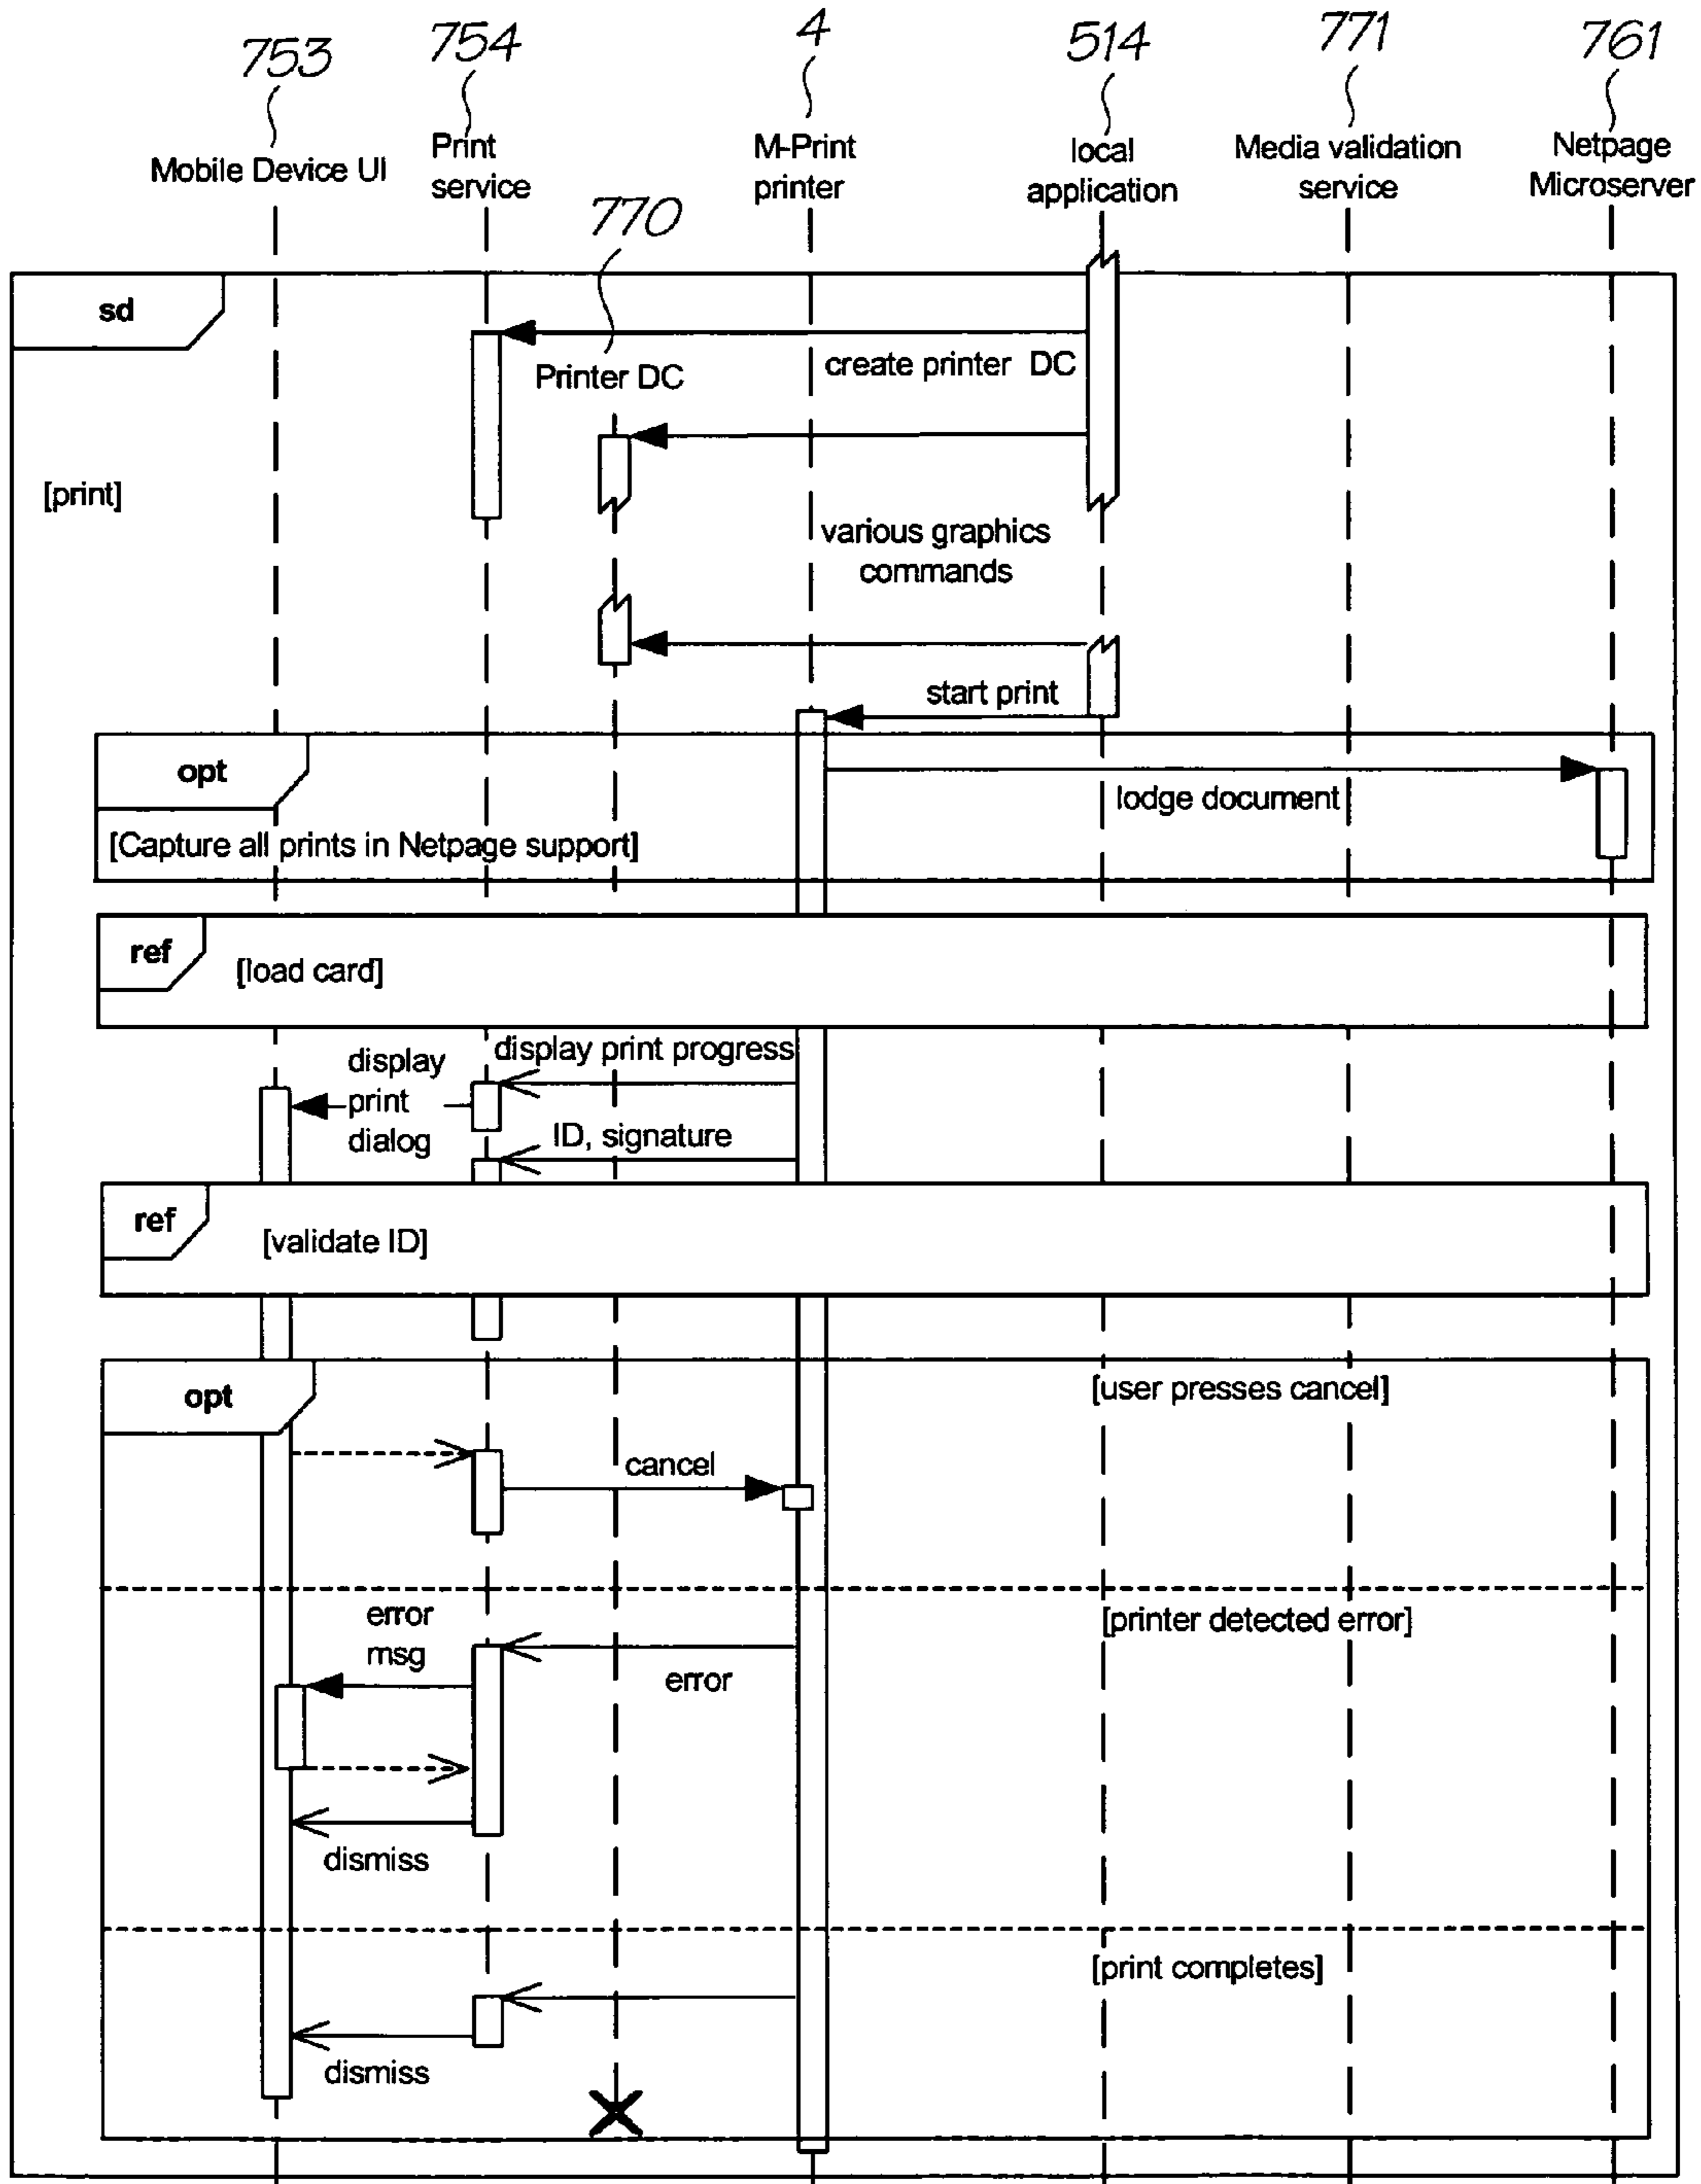 753
754
4
514
771
761
Mobile Device UI
Print
service
M-Print
printer
local
application
Media validation
service
Netpage
Microserver
770
sd
Printer DC
create printer DC
[print]
various graphics
commands
start print
opt
lodge document
[Capture all prints in Netpage support]
ref
[load card]
display print progress
display
print
dialog
ID, signature
ref
[validate ID]
opt
[user presses cancel]
cancel
error
msg
[printer detected error]
error
dismiss
[print completes]
dismiss